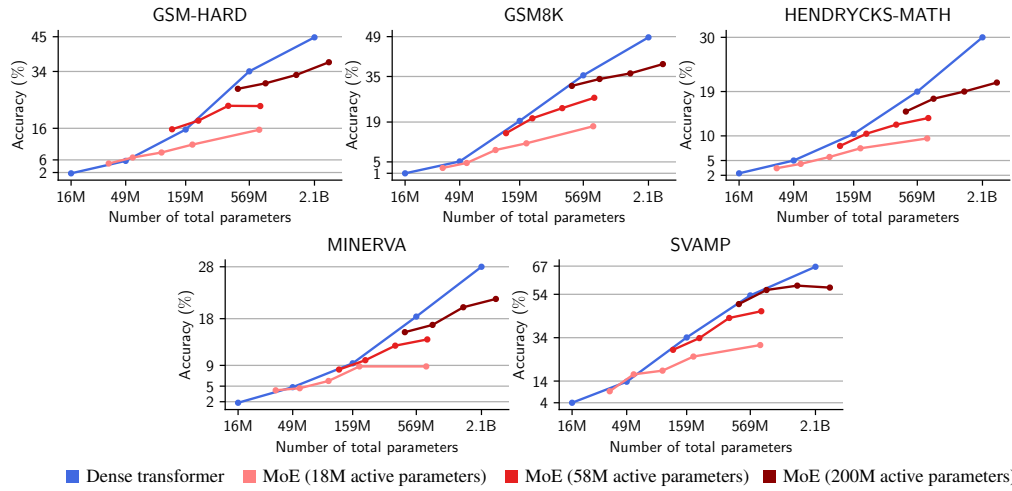 GSM-HARD
45
34
16
6
2
Accuracy (%)
16M 49M 159M 569M 2.1B
Number of total parameters
GSM8K
49
35
19
5
1
Accuracy (%)
16M 49M 159M 569M 2.1B
Number of total parameters
HENDRYCKS-MATH
30
19
10
5
2
Accuracy (%)
16M 49M 159M 569M 2.1B
Number of total parameters
MINERVA
28
18
9
5
2
Accuracy (%)
16M 49M 159M 569M 2.1B
Number of total parameters
SVAMP
67
54
34
14
4
Accuracy (%)
16M 49M 159M 569M 2.1B
Number of total parameters
Dense transformer MoE (18M active parameters) MoE (58M active parameters) MoE (200M active parameters)